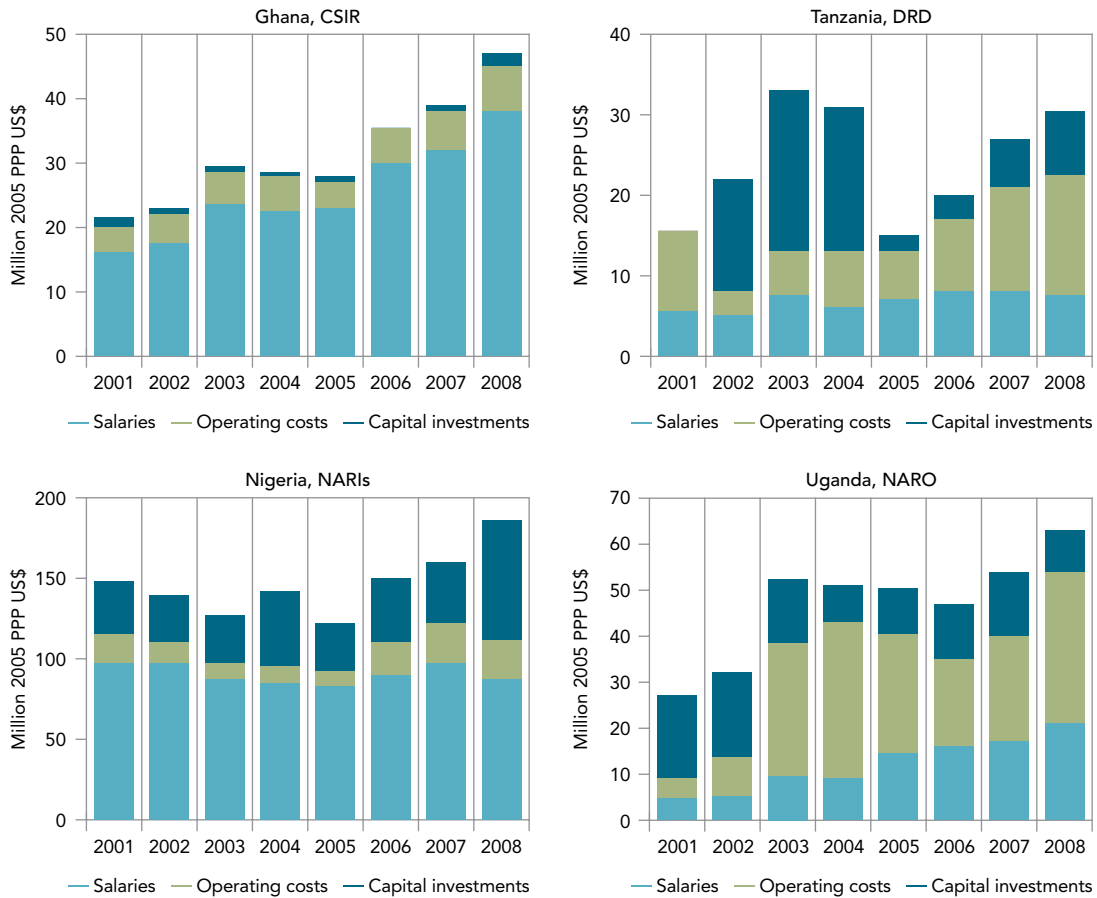 Ghana, CSIR
Million 2005 PPP US$
50
40
30
20
10
0
2001 2002 2003 2004 2005 2006 2007 2008
Salaries Operating costs Capital investments
Tanzania, DRD
Million 2005 PPP US$
40
30
20
10
0
2001 2002 2003 2004 2005 2006 2007 2008
Salaries Operating costs Capital investments
Nigeria, NARIs
Million 2005 PPP US$
200
150
100
50
0
2001 2002 2003 2004 2005 2006 2007 2008
Salaries Operating costs Capital investments
Uganda, NARO
Million 2005 PPP US$
70
60
50
40
30
20
10
0
2001 2002 2003 2004 2005 2006 2007 2008
Salaries Operating costs Capital investments